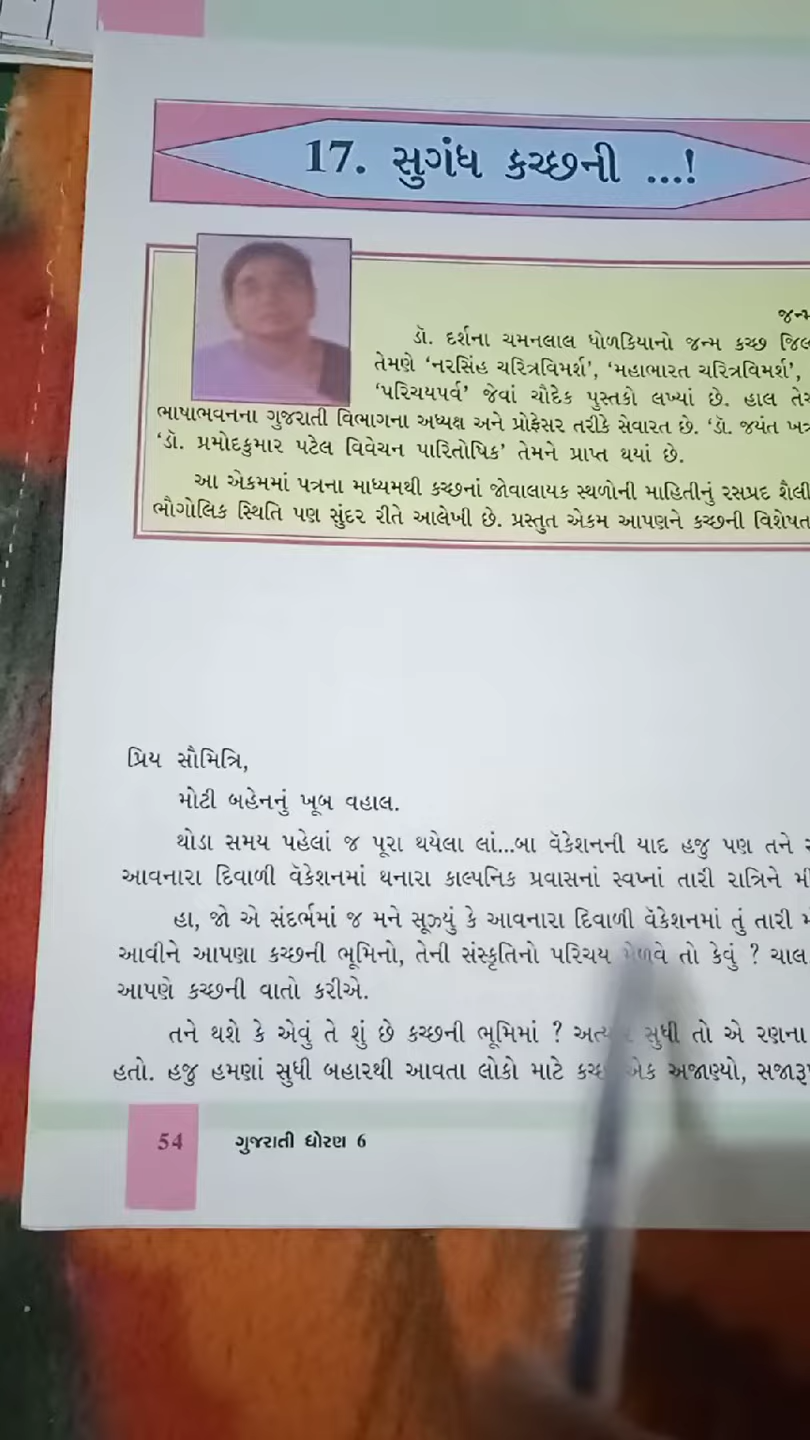 17. સુગંધ કચ્છની ...!
ડૉ. દર્શના ચમનલાલ ધોળકિયાનો જન્મ કચ્છ
તેમણે ‘નરસિંહ ચરિત્રવિમર્શ’, ‘મહાભારત ચરિત્રવિમર્શ’,
‘પરિચયપર્વ’ જેવાં ચૌદેક પુસ્તકો લખ્યાં છે. હાલ
ભાષાભવનના ગુજરાતી વિભાગના અધ્યક્ષ અને પ્રોફેસર તરીકે સેવારત છે. ‘ડૉ. જયંત
‘ડૉ. પ્રમોદકુમાર પટેલ વિવેચન પારિતોષિક’ તેમને પ્રાપ્ત થયાં છે.
આ એકમમાં પત્રના માધ્યમથી કચ્છનાં જોવાલાયક સ્થળોની માહિતીનું રસપ્રદ શૈલી
ભૌગોલિક સ્થિતિ પણ સુંદર રીતે આલેખી છે. પ્રસ્તુત એકમ આપણને કચ્છની
પ્રિય સૌમિત્રિ,
મોટી બહેનનું ખૂબ વહાલ.
થોડા સમય પહેલાં જ પૂરા થયેલા લાં...બા વૅકેશનની યાદ હજુ પણ તને
આવનારા દિવાળી વૅકેશનમાં થનારા કાલ્પનિક પ્રવાસનાં સ્વપ્નાં તારી રાત્રિને
હા, જો એ સંદર્ભમાં જ મને સૂઝ્યું કે આવનારા દિવાળી વૅકેશનમાં તું તારી
આવીને આપણા કચ્છની ભૂમિનો, તેની સંસ્કૃતિનો પરિચય મેળવે તો કેવું ? ચાલ
આપણે કચ્છની વાતો કરીએ.
તને થશે કે એવું તે શું છે કચ્છની ભૂમિમાં ? અત્યાર સુધી તો એ રણના
હતો. હજુ હમણાં સુધી બહારથી આવતા લોકો માટે કચ્છ એક અજાણ્યો,
54 ગુજરાતી ધોરણ 6